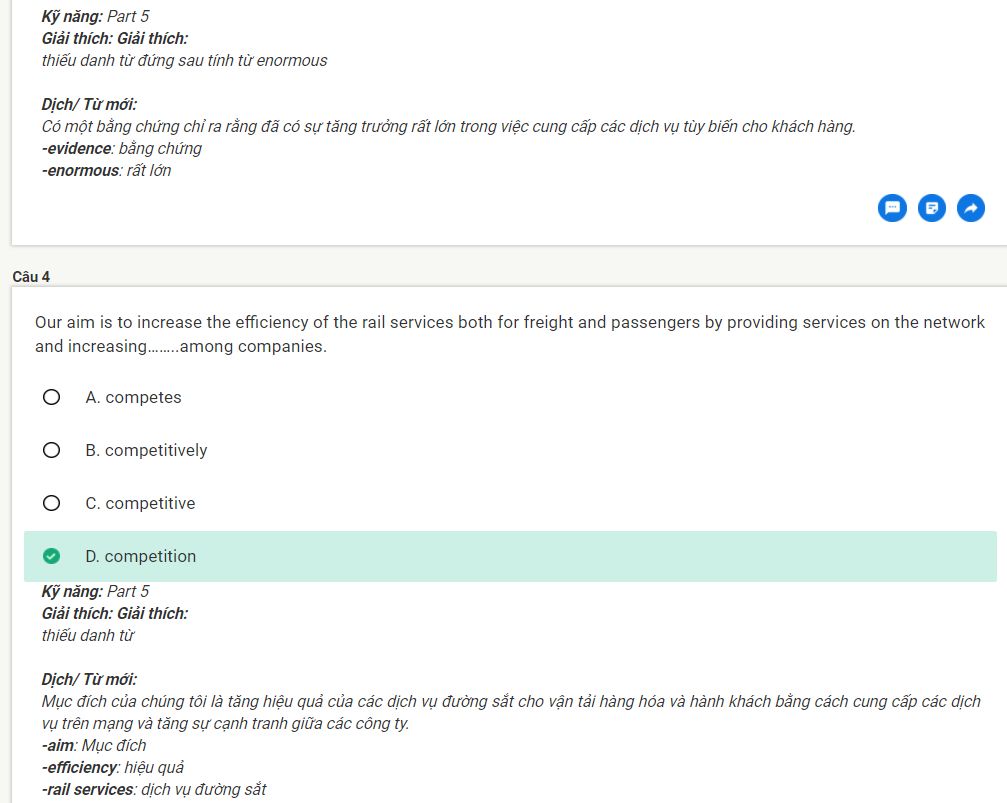 Kỹ năng: Part 5
Giải thích: Giải thích:
thiếu danh từ đứng sau tính từ enormous
Dịch/ Từ mới:
Có một bằng chứng chỉ ra rằng đã có sự tăng trưởng rất lớn trong việc cung cấp các dịch vụ tùy biến cho khách hàng.
-evidence: bằng chứng
-enormous: rất lớn
Câu 4
Our aim is to increase the efficiency of the rail services both for freight and passengers by providing services on the network
and increasing........among companies.
A. competes
B. competitively
C. competitive
D. competition
Kỹ năng: Part 5
Giải thích: Giải thích:
thiếu danh từ
Dịch/ Từ mới:
Mục đích của chúng tôi là tăng hiệu quả của các dịch vụ đường sắt cho vận tải hàng hóa và hành khách bằng cách cung cấp các dịch
vụ trên mạng và tăng sự cạnh tranh giữa các công ty.
-aim: Mục đích
-efficiency: hiệu quả
-rail services: dịch vụ đường sắt